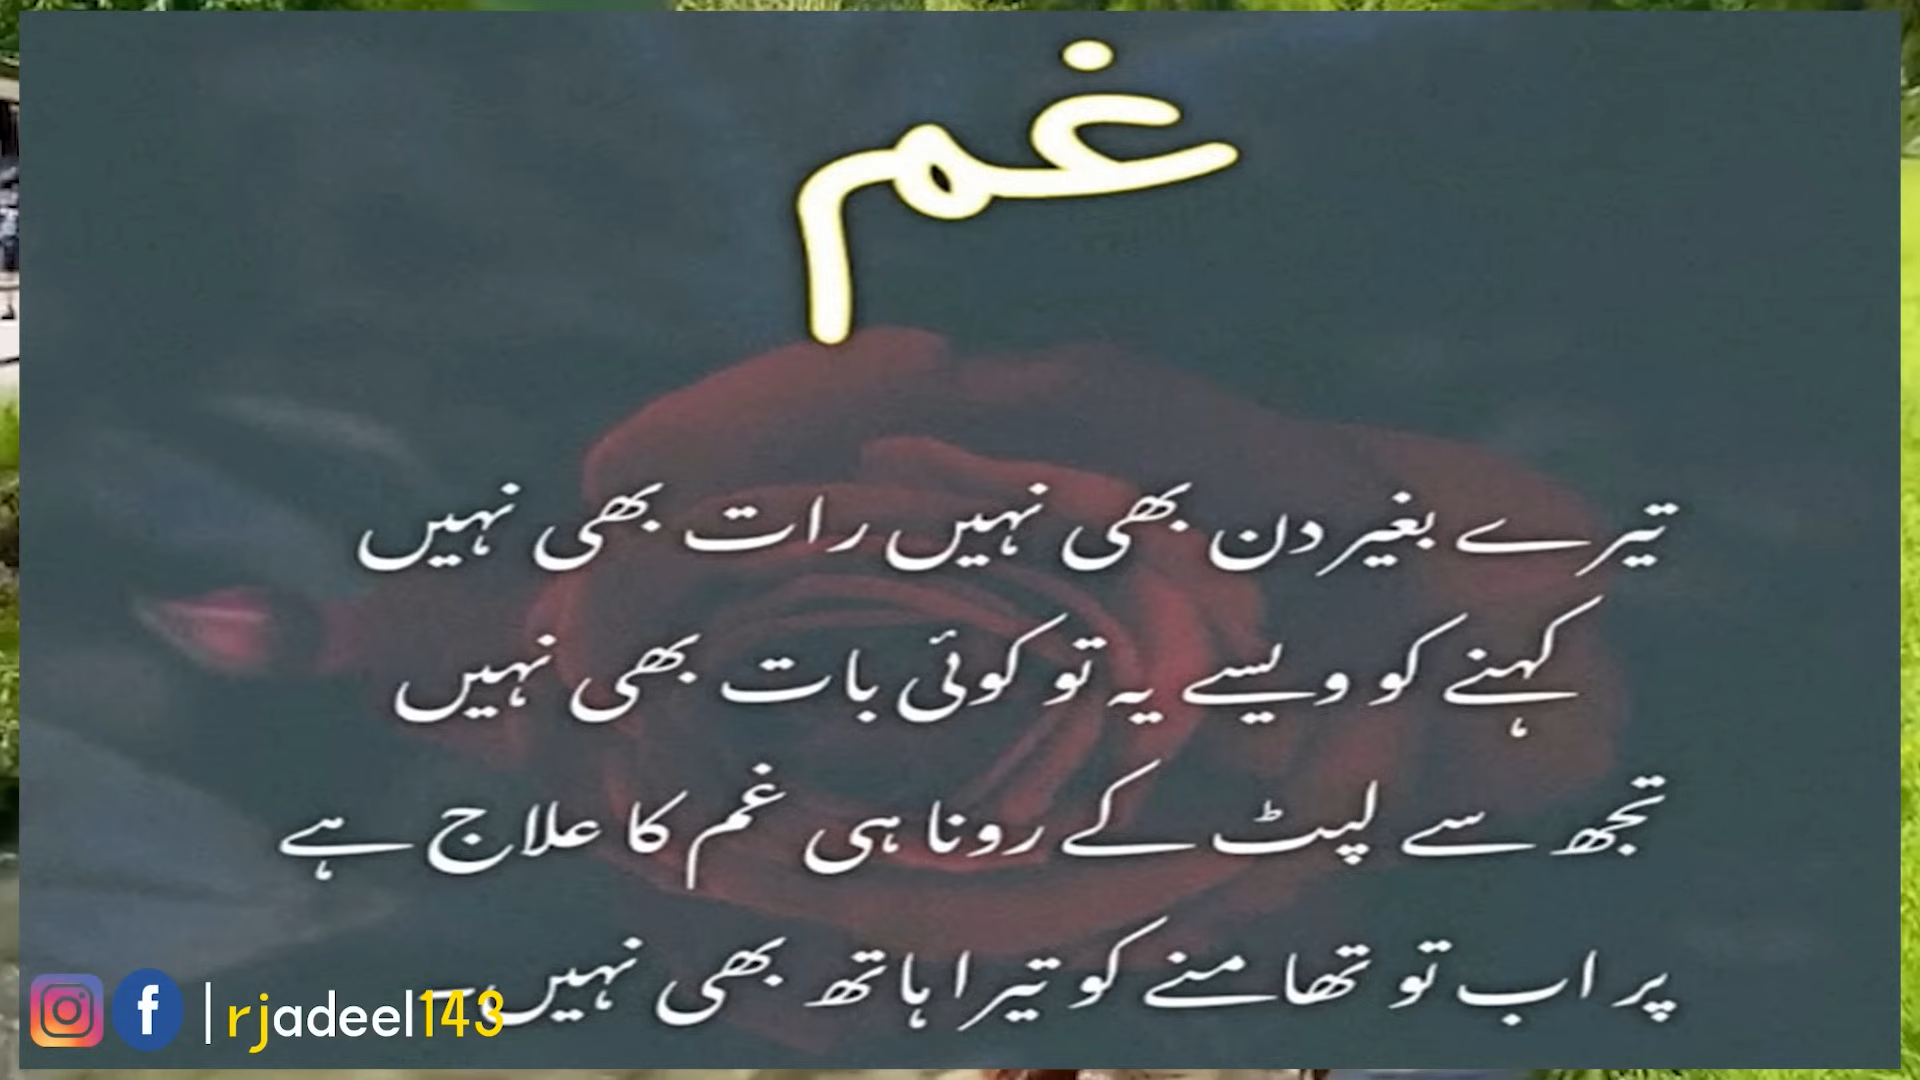 غم
تیرے بغیر دن بھی نہیں رات بھی نہیں
کہنے کو ویسے یہ تو کوئی بات بھی نہیں
تجھ سے لپٹ کے رونا ہی غم کا علاج ہے
پر اب تو تھامنے کو تیرا ہاتھ بھی نہیں
|rjadeel143